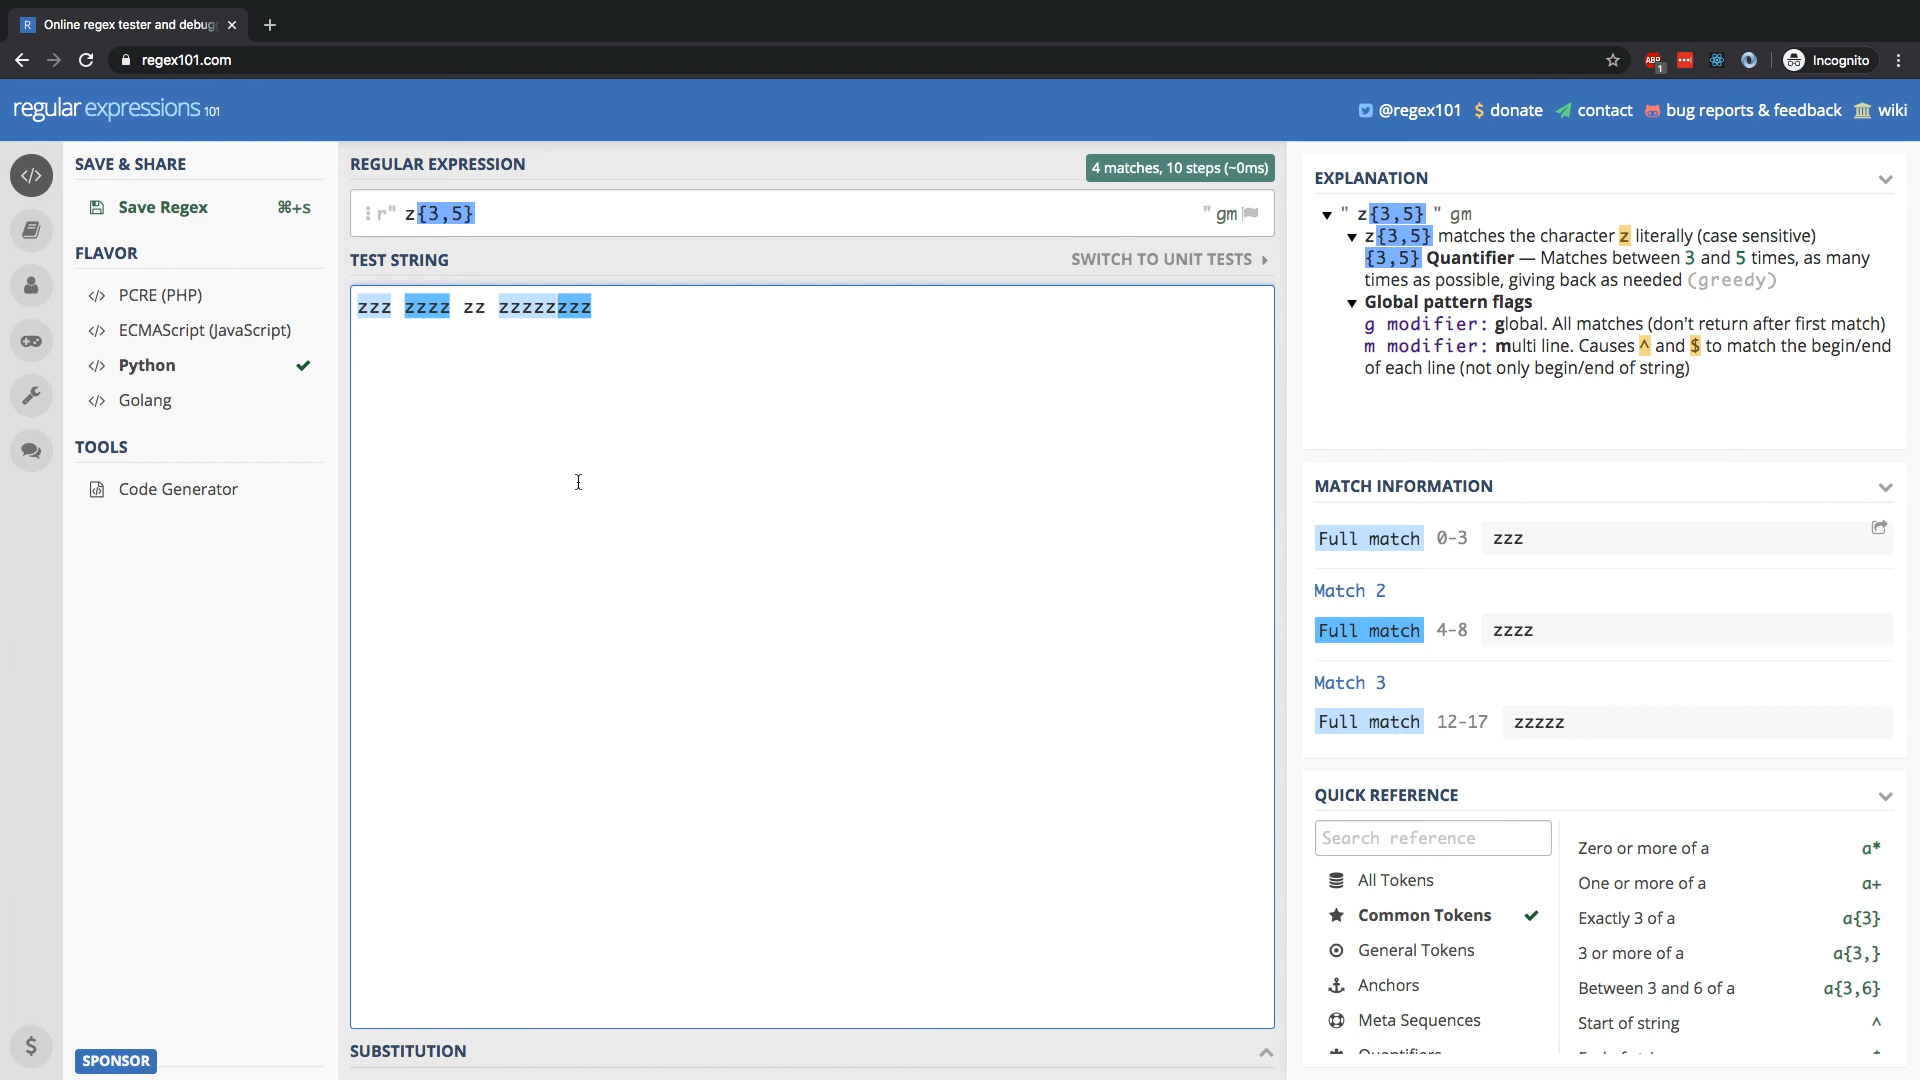 R Online regex tester and debug
regex101.com
ABP 1
Incognito
regular expressions 101
@regex101 $ donate contact bug reports & feedback wiki
SAVE & SHARE
Save Regex ⌘+s
FLAVOR
</> PCRE (PHP)
</> ECMAScript (JavaScript)
</> Python
</> Golang
TOOLS
Code Generator
$
SPONSOR
REGULAR EXPRESSION
4 matches, 10 steps (~0ms)
r" z{3,5} " gm
TEST STRING
SWITCH TO UNIT TESTS
zzz zzzz zz zzzzzzzz
SUBSTITUTION
EXPLANATION
" z{3,5} " gm
z{3,5} matches the character z literally (case sensitive)
{3,5} Quantifier — Matches between 3 and 5 times, as many
times as possible, giving back as needed (greedy)
Global pattern flags
g modifier: global. All matches (don't return after first match)
m modifier: multi line. Causes ^ and $ to match the begin/end
of each line (not only begin/end of string)
MATCH INFORMATION
Full match 0-3 zzz
Match 2
Full match 4-8 zzzz
Match 3
Full match 12-17 zzzzz
QUICK REFERENCE
Search reference
All Tokens
Common Tokens
General Tokens
Anchors
Meta Sequences
Quantifiers
Zero or more of a a*
One or more of a a+
Exactly 3 of a a{3}
3 or more of a a{3,}
Between 3 and 6 of a a{3,6}
Start of string ^